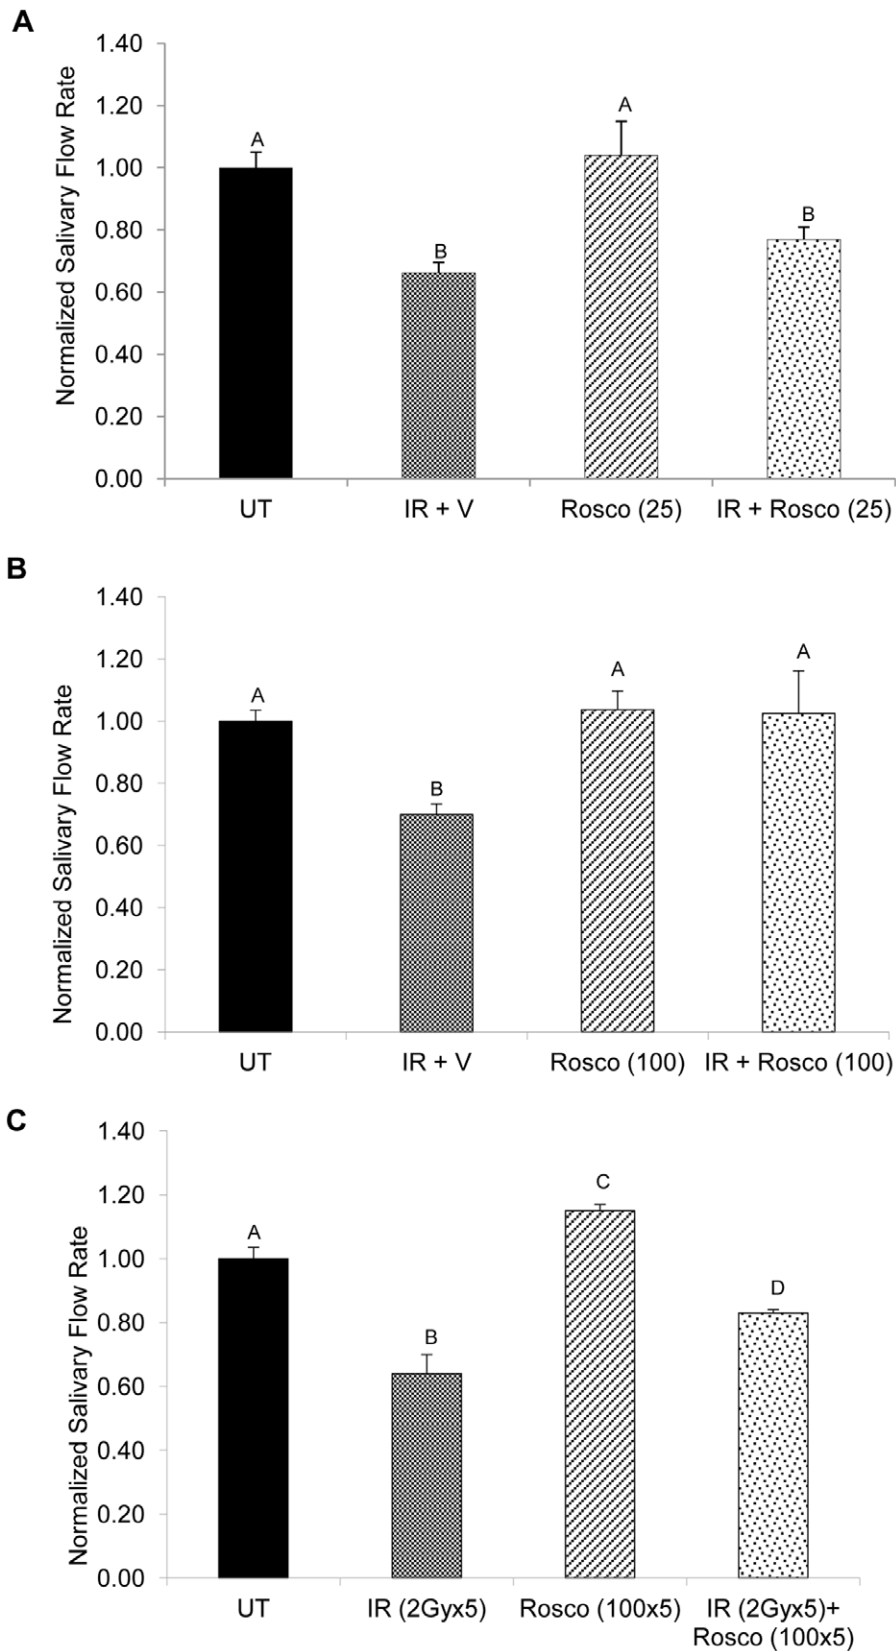 A
Normalized Salivary Flow Rate
1.40
1.20
1.00
0.80
0.60
0.40
0.20
0.00
A
B
A
B
UT
IR + V
Rosco (25)
IR + Rosco (25)
B
Normalized Salivary Flow Rate
1.40
1.20
1.00
0.80
0.60
0.40
0.20
0.00
A
B
A
A
UT
IR + V
Rosco (100)
IR + Rosco (100)
C
Normalized Salivary Flow Rate
1.40
1.20
1.00
0.80
0.60
0.40
0.20
0.00
A
B
C
D
UT
IR (2Gyx5)
Rosco (100x5)
IR (2Gyx5)+
Rosco (100x5)